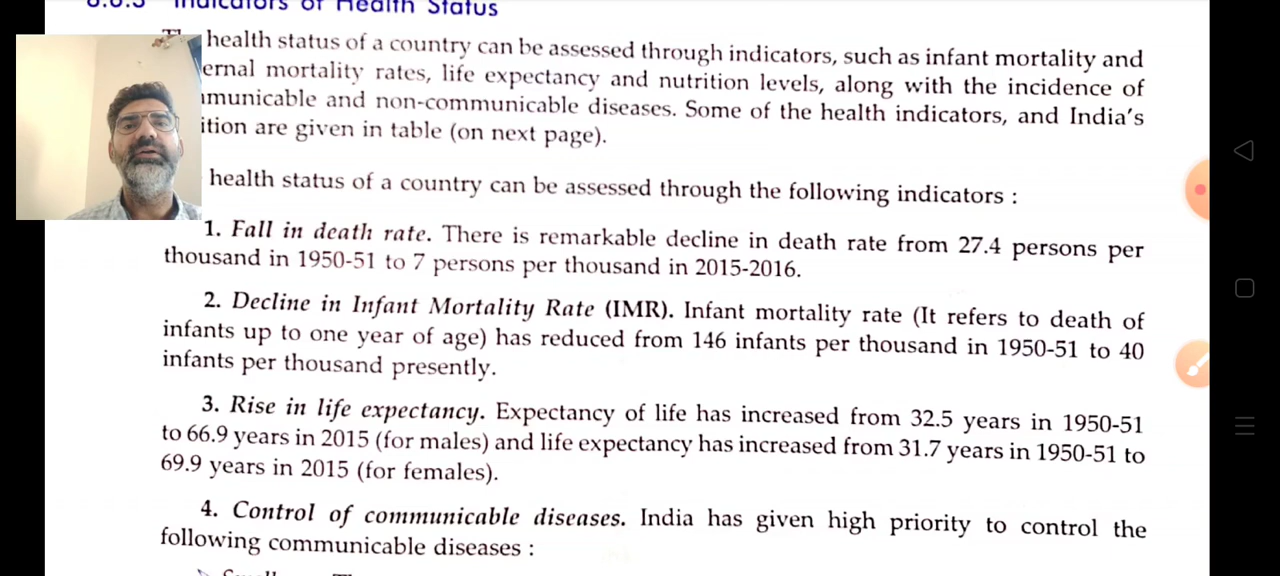 Indicators of Health Status
health status of a country can be assessed through indicators, such as infant mortality and
ernal mortality rates, life expectancy and nutrition levels, along with the incidence of
municable and non-communicable diseases. Some of the health indicators, and India's
ition are given in table (on next page).
health status of a country can be assessed through the following indicators :
1. Fall in death rate. There is remarkable decline in death rate from 27.4 persons per
thousand in 1950-51 to 7 persons per thousand in 2015-2016.
2. Decline in Infant Mortality Rate (IMR). Infant mortality rate (It refers to death of
infants up to one year of age) has reduced from 146 infants per thousand in 1950-51 to 40
infants per thousand presently.
3. Rise in life expectancy. Expectancy of life has increased from 32.5 years in 1950-51
to 66.9 years in 2015 (for males) and life expectancy has increased from 31.7 years in 1950-51 to
69.9 years in 2015 (for females).
4. Control of communicable diseases. India has given high priority to control the
following communicable diseases :